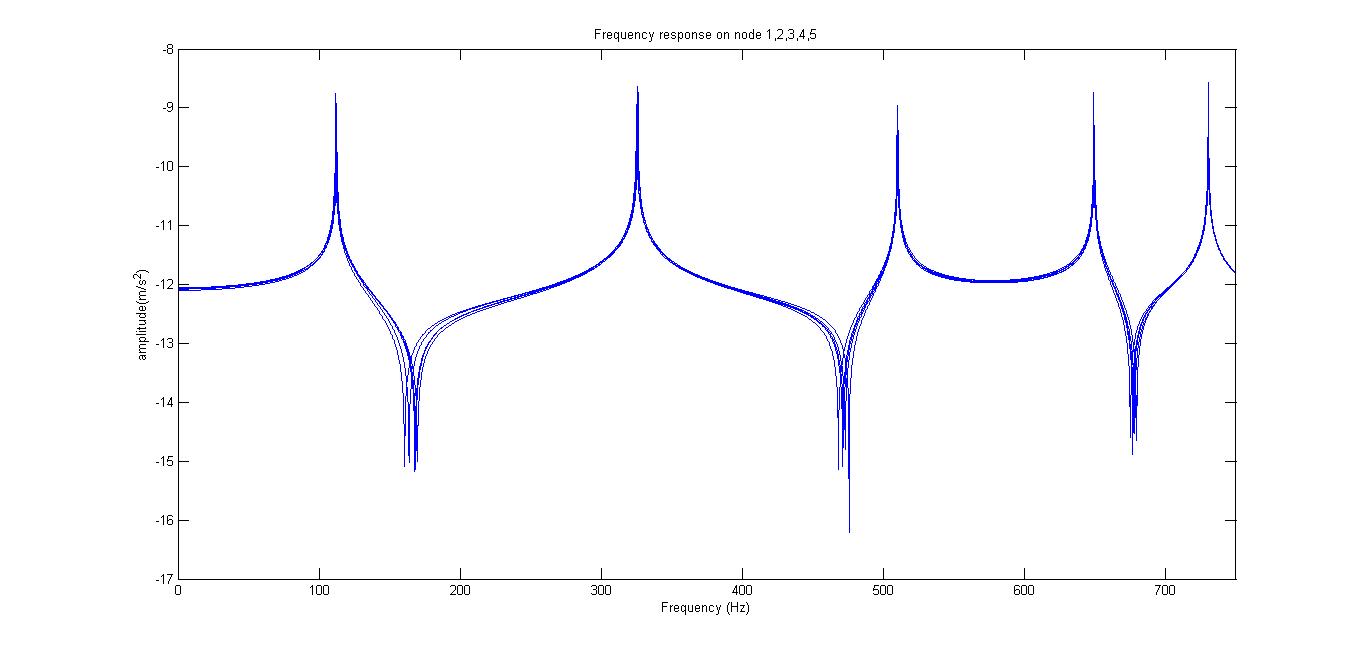 Frequency response on node 1,2,3,4,5
-8
-9
-10
-11
-12
-13
-14
-15
-16
-17
amplitude(m/s²)
0 100 200 300 400 500 600 700
Frequency (Hz)